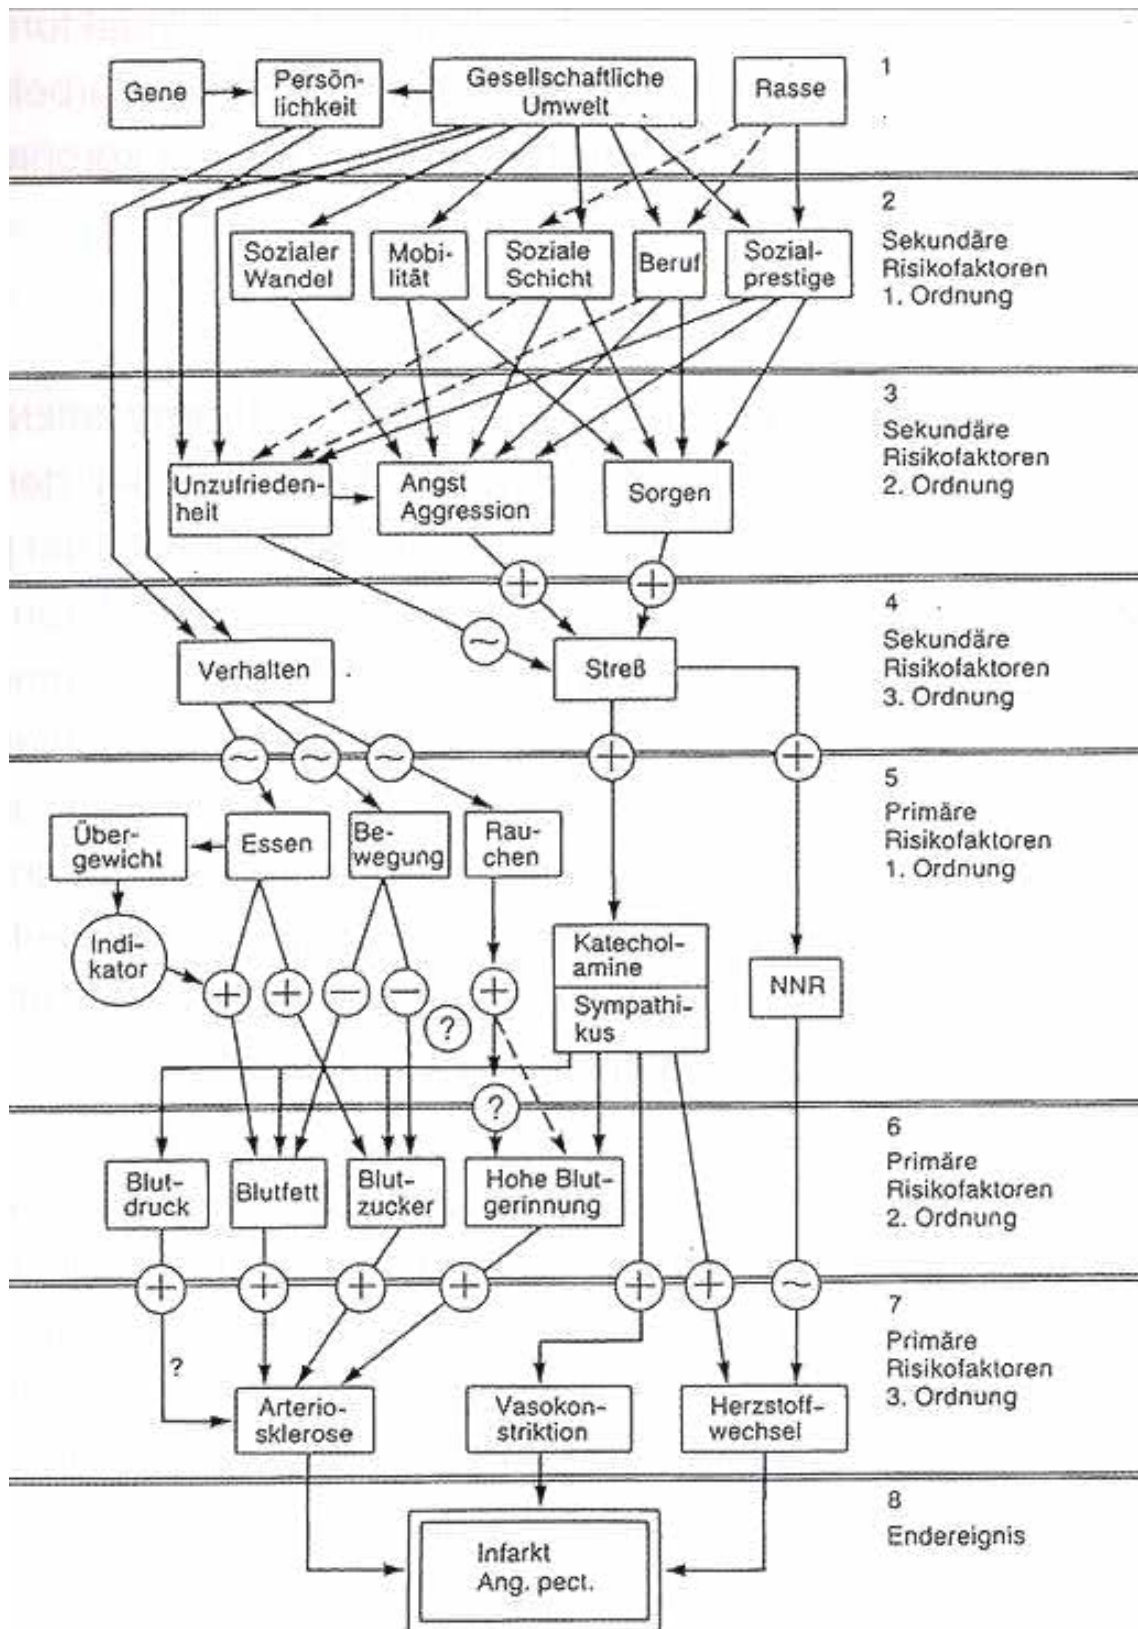 Gene
Persön-
lichkeit
Gesellschaftliche
Umwelt
Rasse
1
Sozialer
Wandel
Mobi-
lität
Soziale
Schicht
Beruf
Sozial-
prestige
2
Sekundäre
Risikofaktoren
1. Ordnung
Unzufrieden-
heit
Angst
Aggression
Sorgen
3
Sekundäre
Risikofaktoren
2. Ordnung
+
+
~
Verhalten
Streß
4
Sekundäre
Risikofaktoren
3. Ordnung
~
~
~
+
+
Über-
gewicht
Essen
Be-
wegung
Rau-
chen
5
Primäre
Risikofaktoren
1. Ordnung
Indi-
kator
+
+
−
−
?
+
Katechol-
amine
Sympathi-
kus
NNR
?
Blut-
druck
Blutfett
Blut-
zucker
Hohe Blut-
gerinnung
6
Primäre
Risikofaktoren
2. Ordnung
+
+
+
+
+
+
~
?
Arterio-
sklerose
Vasokon-
striktion
Herzstoff-
wechsel
7
Primäre
Risikofaktoren
3. Ordnung
Infarkt
Ang. pect.
8
Endereignis